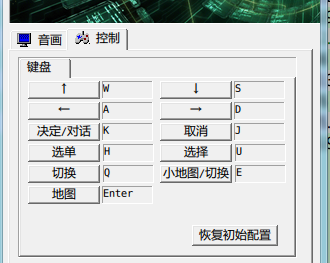 音画 控制
键盘
↑ W ↓ S
← A → D
决定/对话 K 取消 J
选单 H 选择 U
切换 Q 小地图/切换 E
地图 Enter
恢复初始配置